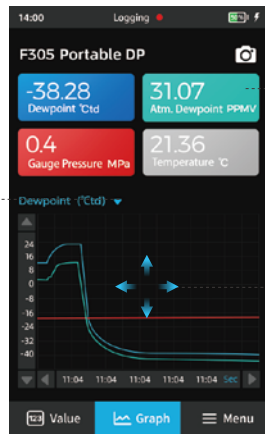 14:00 Logging 50%
F305 Portable DP
-38.28 31.07
Dewpoint °Ctd Atm. Dewpoint PPMV
0.4 21.36
Gauge Pressure MPa Temperature °C
Dewpoint (°Ctd)
24
16
8
0
-8
-16
-24
-32
-40
11:04 11:04 11:04 11:04 11:04 Sec
123 Value Graph Menu